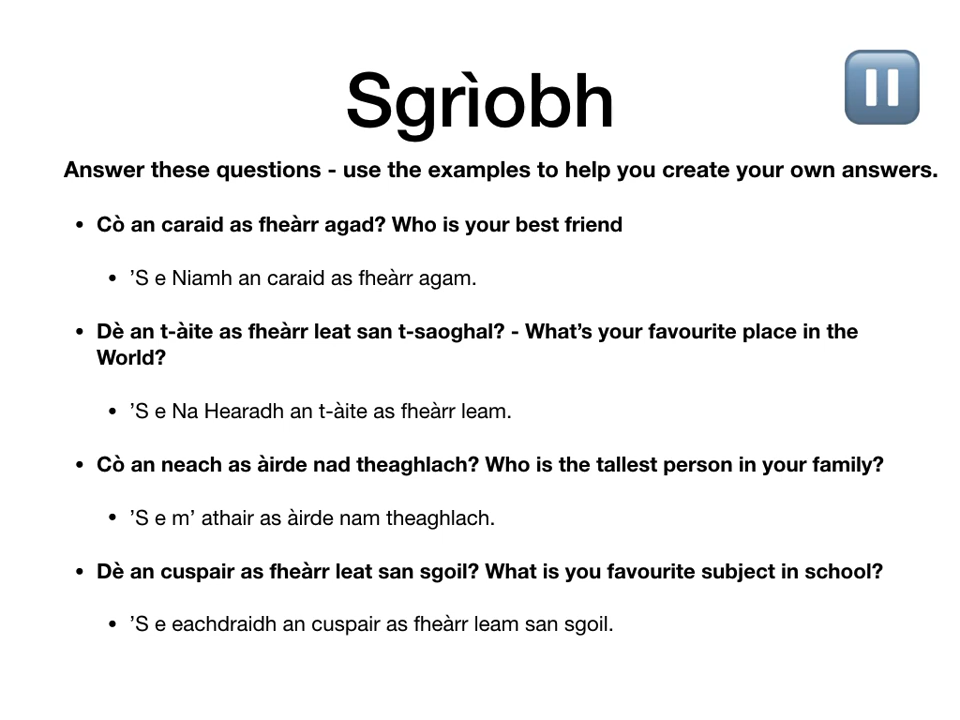 Sgrìobh
Answer these questions - use the examples to help you create your own answers.
• Cò an caraid as fheàrr agad? Who is your best friend
• ’S e Niamh an caraid as fheàrr agam.
• Dè an t-àite as fheàrr leat san t-saoghal? - What’s your favourite place in the
World?
• ’S e Na Hearadh an t-àite as fheàrr leam.
• Cò an neach as àirde nad theaghlach? Who is the tallest person in your family?
• ’S e m’ athair as àirde nam theaghlach.
• Dè an cuspair as fheàrr leat san sgoil? What is you favourite subject in school?
• ’S e eachdraidh an cuspair as fheàrr leam san sgoil.